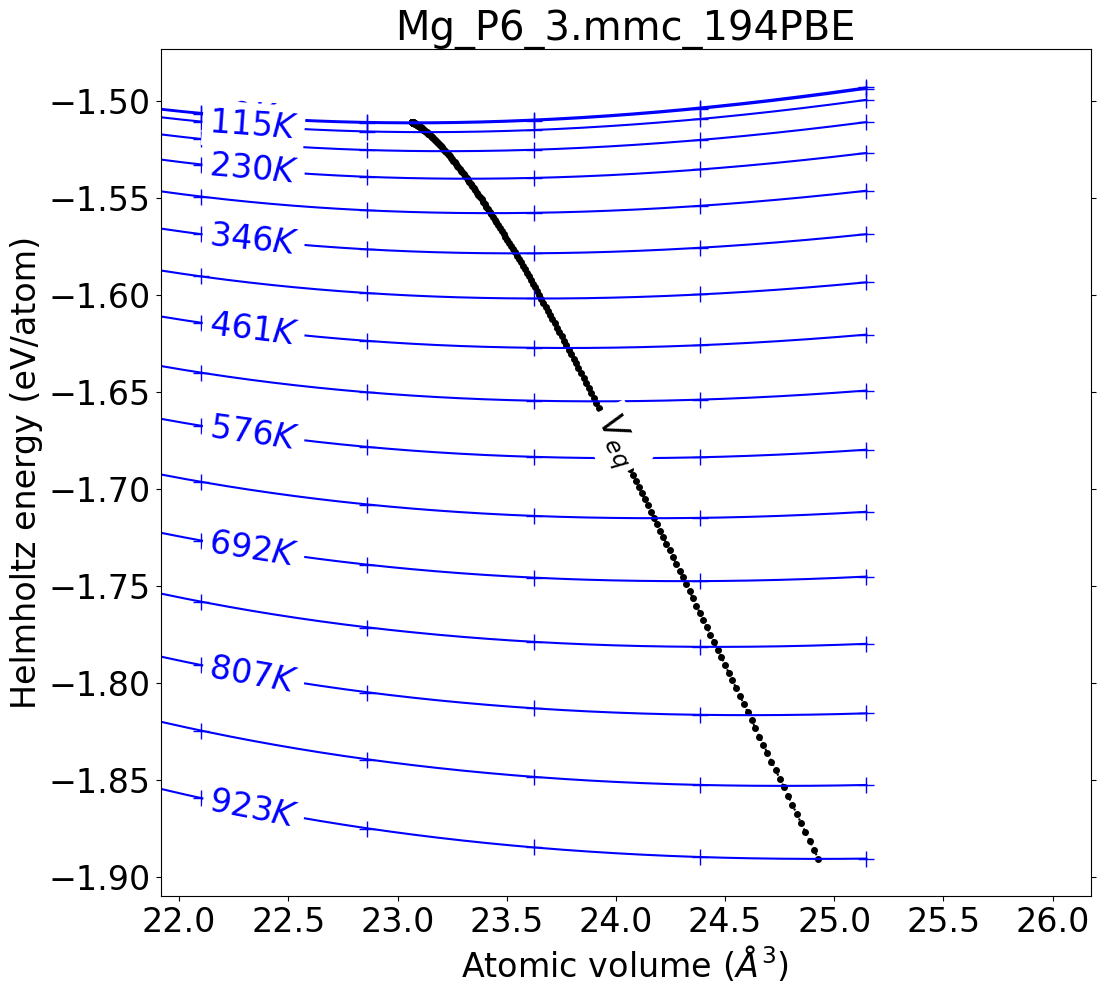 Mg_P6_3.mmc_194PBE
Helmholtz energy (eV/atom)
−1.50
−1.55
−1.60
−1.65
−1.70
−1.75
−1.80
−1.85
−1.90
115K
230K
346K
461K
576K
692K
807K
923K
V_eq
22.0 22.5 23.0 23.5 24.0 24.5 25.0 25.5 26.0
Atomic volume (Å³)